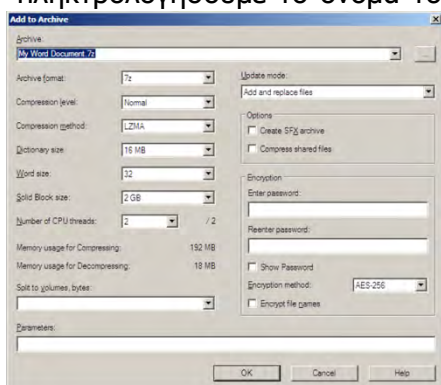 πληκτρολογήσουμε το όνομα το
Add to Archive
Archive:
My Word Document.7z
...
Archive format: 7z
Compression level: Normal
Compression method: LZMA
Dictionary size: 16 MB
Word size: 32
Solid Block size: 2 GB
Number of CPU threads: 2 / 2
Memory usage for Compressing: 192 MB
Memory usage for Decompressing: 18 MB
Split to volumes, bytes:
Parameters:
Update mode:
Add and replace files
Options
Create SFX archive
Compress shared files
Encryption
Enter password:
Reenter password:
Show Password
Encryption method: AES-256
Encrypt file names
OK Cancel Help